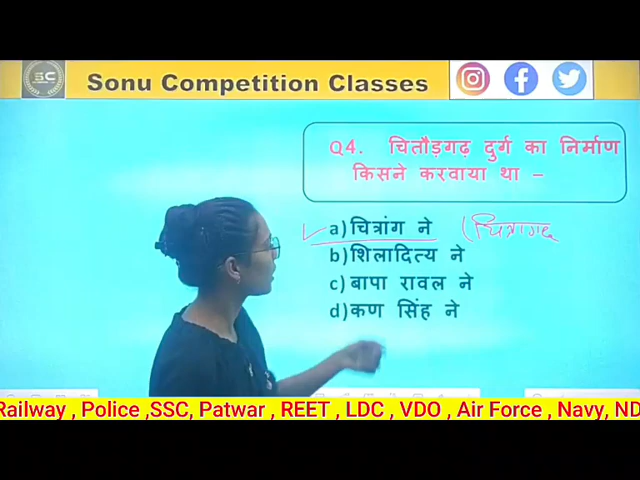 SC
Sonu Competition Classes
Q4. चितौड़गढ़ दुर्ग का निर्माण
किसने करवाया था –
a)चित्रांग ने (चित्रागढ
b)शिलादित्य ने
c)बापा रावल ने
d)कण सिंह ने
Railway , Police ,SSC, Patwar , REET , LDC , VDO , Air Force , Navy, ND